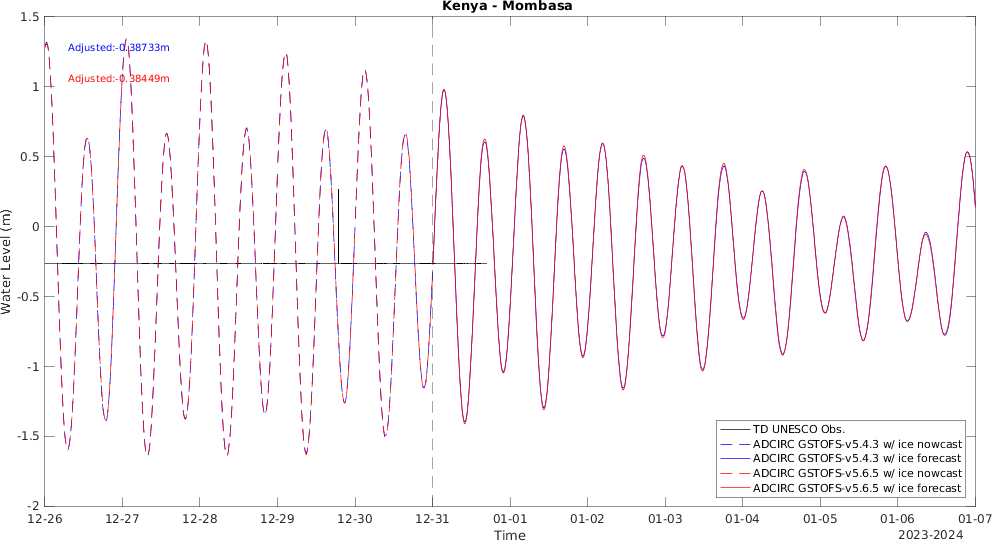 Kenya - Mombasa
1.5
1
0.5
0
-0.5
-1
-1.5
-2
Water Level (m)
Adjusted:-0.38733m
Adjusted:-0.38449m
TD UNESCO Obs.
ADCIRC GSTOFS-v5.4.3 w/ ice nowcast
ADCIRC GSTOFS-v5.4.3 w/ ice forecast
ADCIRC GSTOFS-v5.6.5 w/ ice nowcast
ADCIRC GSTOFS-v5.6.5 w/ ice forecast
12-26 12-27 12-28 12-29 12-30 12-31 01-01 01-02 01-03 01-04 01-05 01-06 01-07
Time
2023-2024